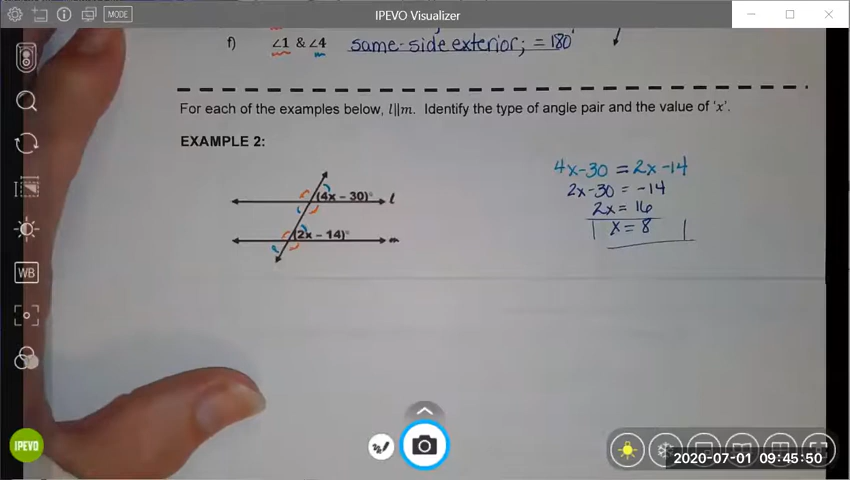 IPEVO Visualizer
MODE
f) ∠1 & ∠4 same-side exterior; = 180°
For each of the examples below, l||m. Identify the type of angle pair and the value of 'x'.
EXAMPLE 2:
(4x – 30)° l
(2x – 14)° m
4x-30 = 2x-14
2x-30 = -14
2x = 16
x = 8
WB
IPEVO
2020-07-01 09:45:50